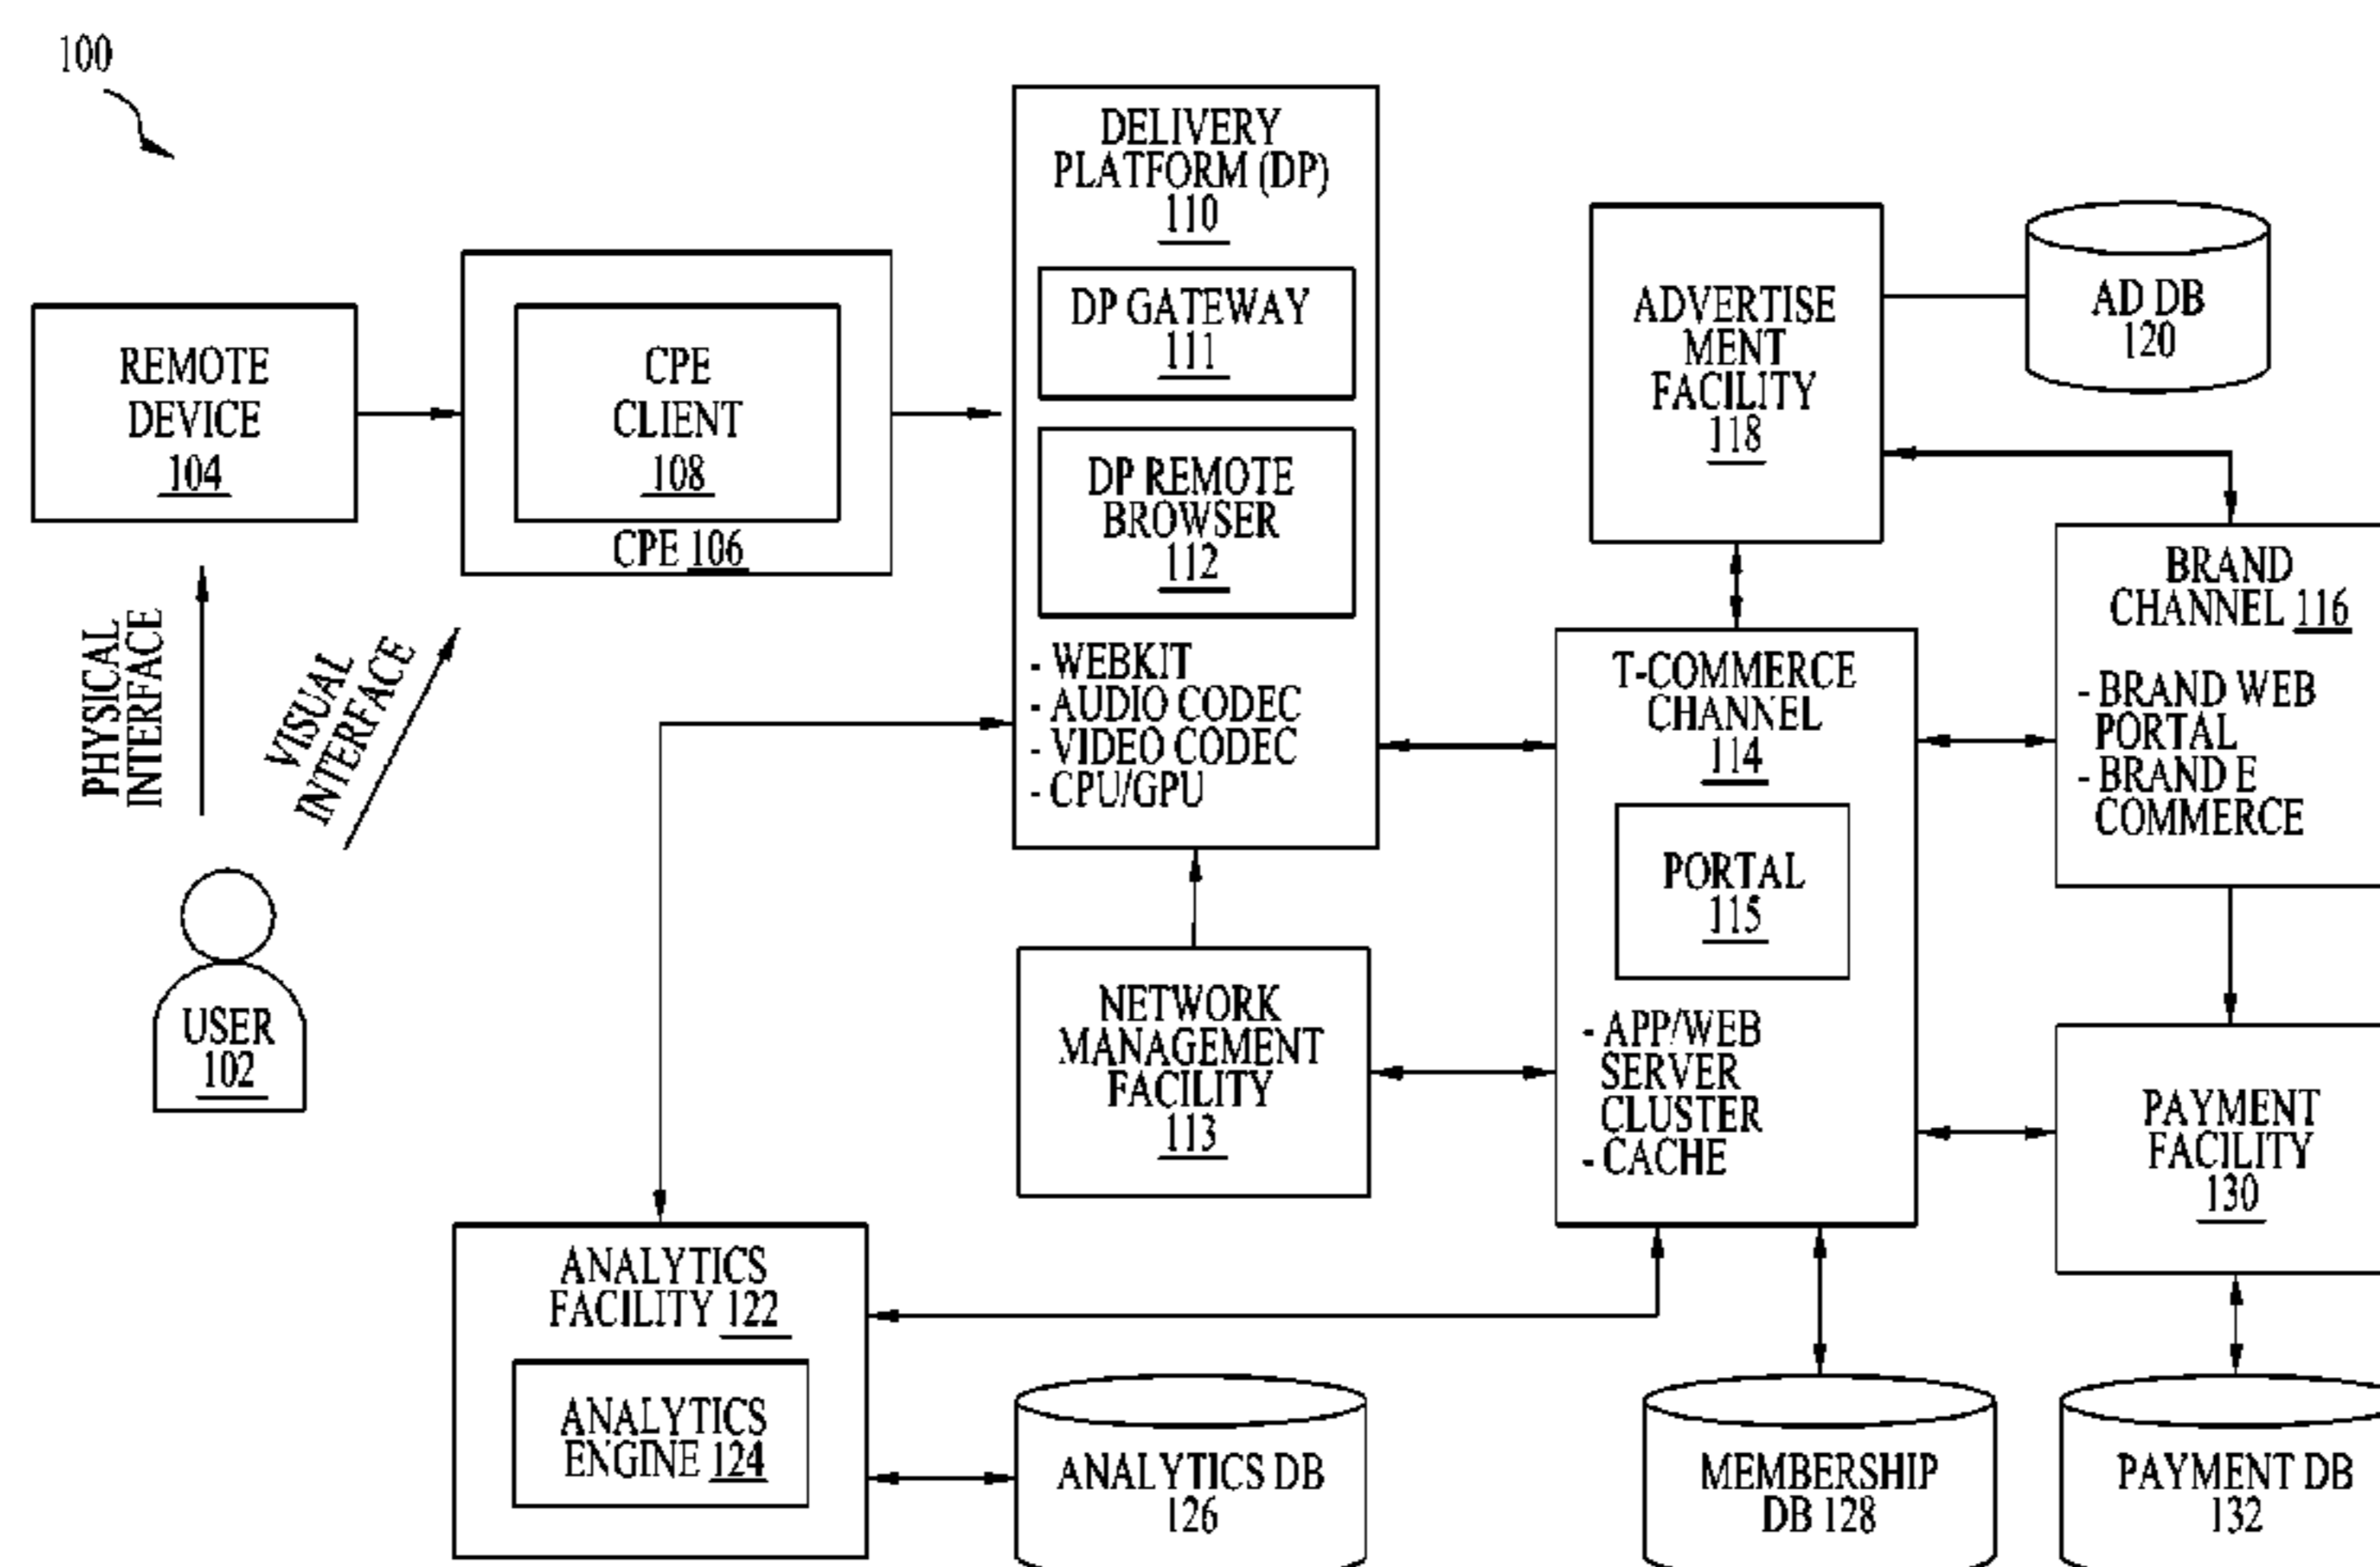 100
REMOTE
DEVICE
104
CPE
CLIENT
108
CPE 106
DELIVERY
PLATFORM (DP)
110
DP GATEWAY
111
DP REMOTE
BROWSER
112
- WEBKIT
- AUDIO CODEC
- VIDEO CODEC
- CPU/GPU
ADVERTISE
MENT
FACILITY
118
AD DB
120
BRAND
CHANNEL 116
- BRAND WEB
PORTAL
- BRAND E
COMMERCE
T-COMMERCE
CHANNEL
114
PORTAL
115
- APP/WEB
SERVER
CLUSTER
- CACHE
PHYSICAL
INTERFACE
VISUAL
INTERFACE
USER
102
NETWORK
MANAGEMENT
FACILITY
113
PAYMENT
FACILITY
130
ANALYTICS
FACILITY 122
ANALYTICS
ENGINE 124
ANALYTICS DB
126
MEMBERSHIP
DB 128
PAYMENT DB
132